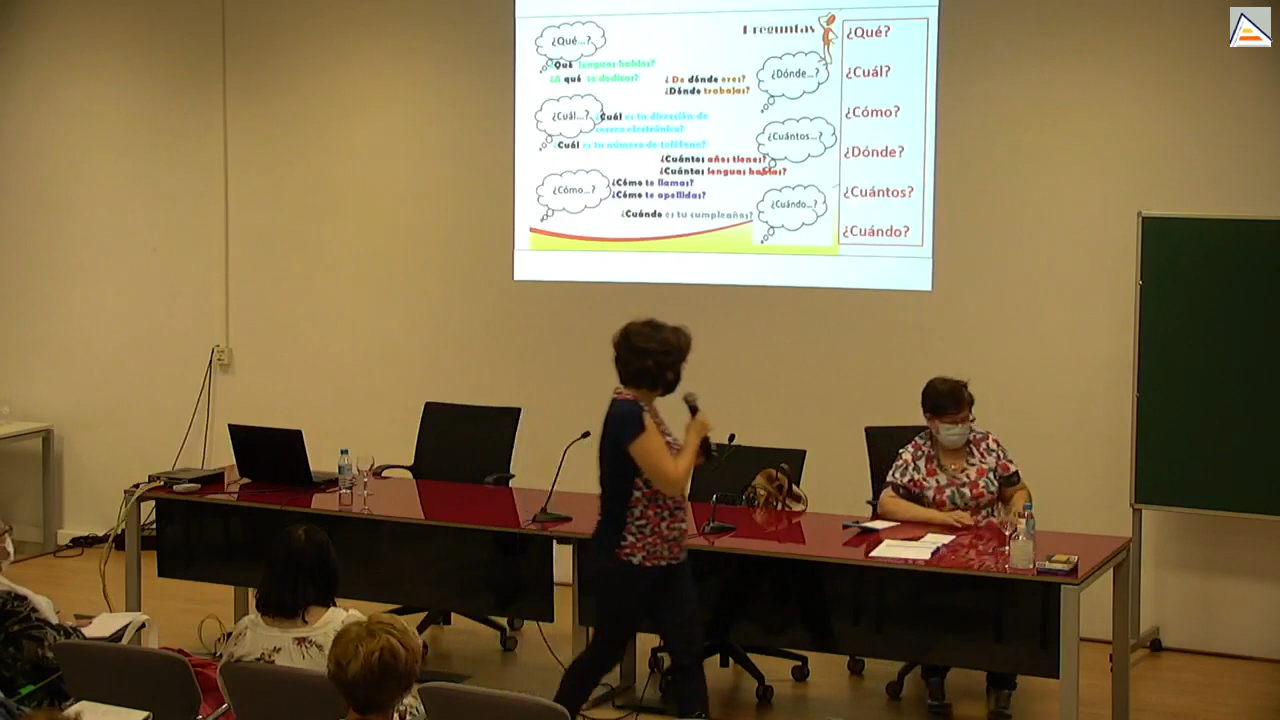 Preguntas
¿Qué...?
¿Qué lenguas hablas?
¿A qué te dedicas?
¿Cuál...?
¿Cuál es tu dirección de
correo electrónico?
¿Cuál es tu número de teléfono?
¿Cómo...?
¿Cómo te llamas?
¿Cómo te apellidas?
¿Dónde...?
¿De dónde eres?
¿Dónde trabajas?
¿Cuántos...?
¿Cuántos años tienes?
¿Cuántas lenguas hablas?
¿Cuándo...?
¿Cuándo es tu cumpleaños?
¿Qué?
¿Cuál?
¿Cómo?
¿Dónde?
¿Cuántos?
¿Cuándo?